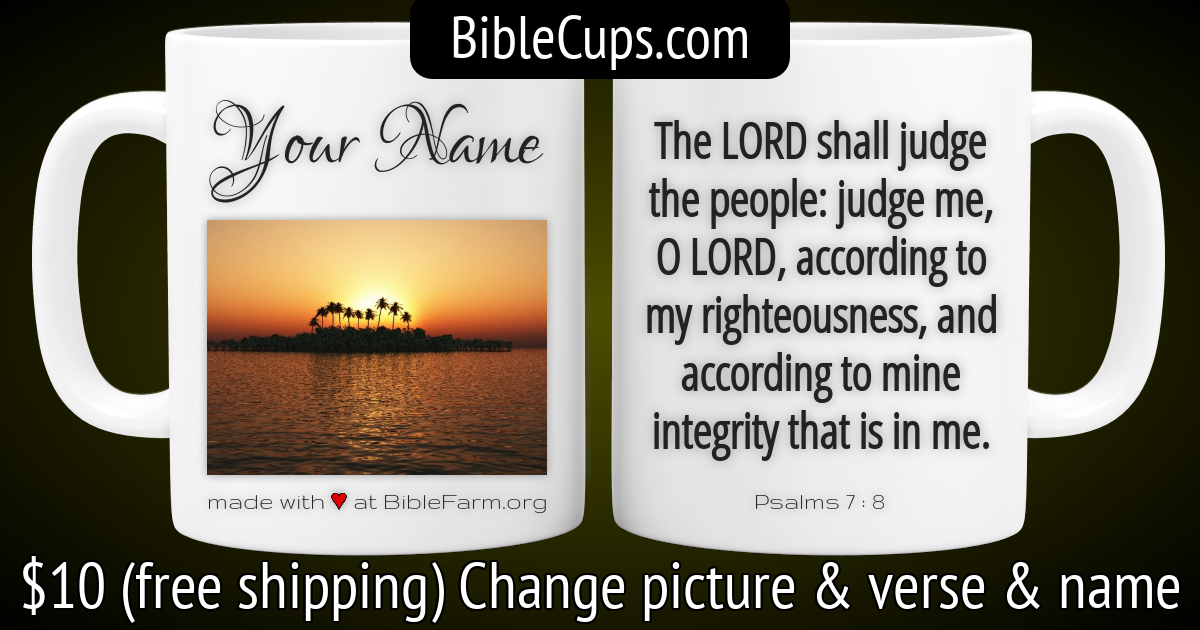 BibleCups.com
Your Name
made with ♥ at BibleFarm.org
The LORD shall judge
the people: judge me,
O LORD, according to
my righteousness, and
according to mine
integrity that is in me.
Psalms 7 : 8
$10 (free shipping) Change picture & verse & name